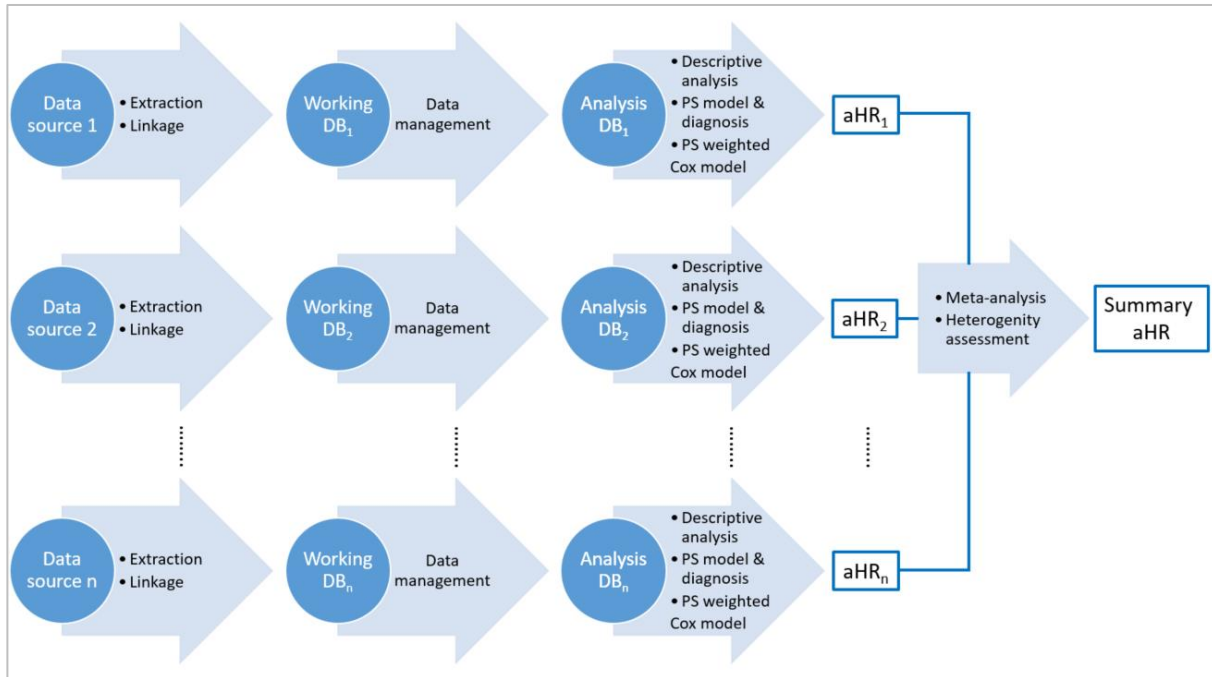 Data
source 1
• Extraction
• Linkage
Working
DB₁
Data
management
Analysis
DB₁
• Descriptive
analysis
• PS model &
diagnosis
• PS weighted
Cox model
aHR₁
Data
source 2
• Extraction
• Linkage
Working
DB₂
Data
management
Analysis
DB₂
• Descriptive
analysis
• PS model &
diagnosis
• PS weighted
Cox model
aHR₂
• Meta-analysis
• Heterogenity
assessment
Summary
aHR
Data
source n
• Extraction
• Linkage
Working
DBₙ
Data
management
Analysis
DBₙ
• Descriptive
analysis
• PS model &
diagnosis
• PS weighted
Cox model
aHRₙ